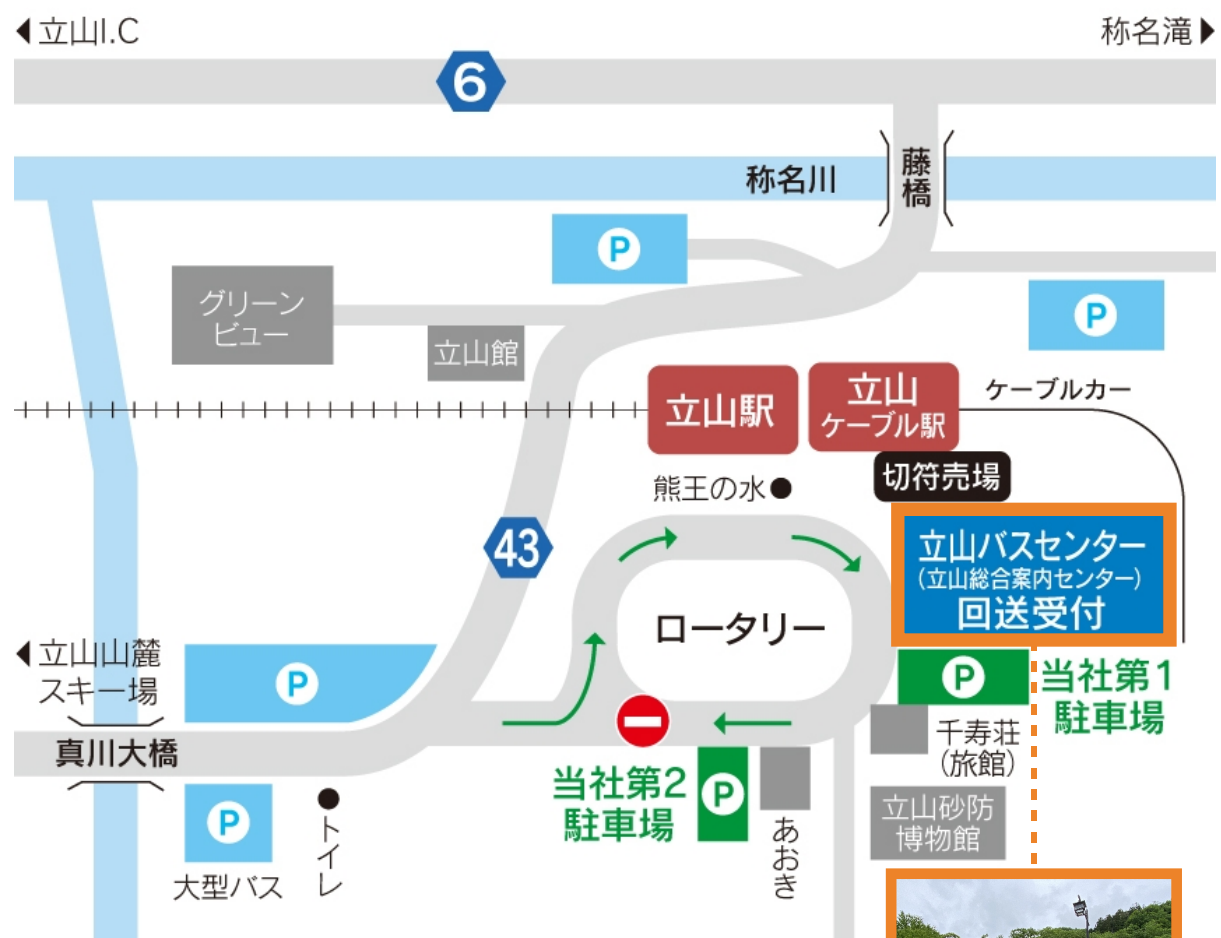 立山I.C
称名滝
6
称名川
藤橋
P
グリーン
ビュー
立山館
P
立山駅
立山
ケーブル駅
ケーブルカー
切符売場
熊王の水
43
立山バスセンター
(立山総合案内センター)
回送受付
ロータリー
立山山麓
スキー場
P
P
当社第1
駐車場
千寿荘
(旅館)
真川大橋
当社第2
駐車場
P
あおき
立山砂防
博物館
P
大型バス
トイレ